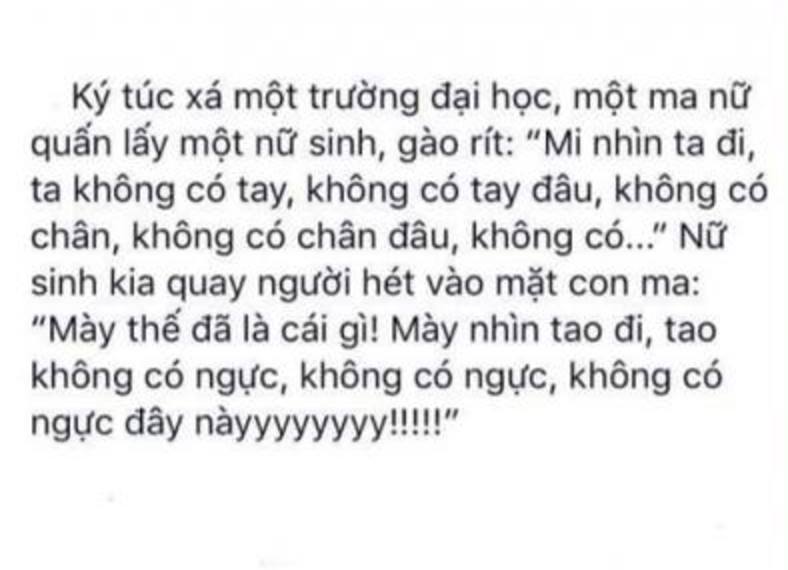 Ký túc xá một trường đại học, một ma nữ
quấn lấy một nữ sinh, gào rít: “Mi nhìn ta đi,
ta không có tay, không có tay đâu, không có
chân, không có chân đâu, không có...” Nữ
sinh kia quay người hét vào mặt con ma:
“Mày thế đã là cái gì! Mày nhìn tao đi, tao
không có ngực, không có ngực, không có
ngực đây nàyyyyyyyy!!!!!”